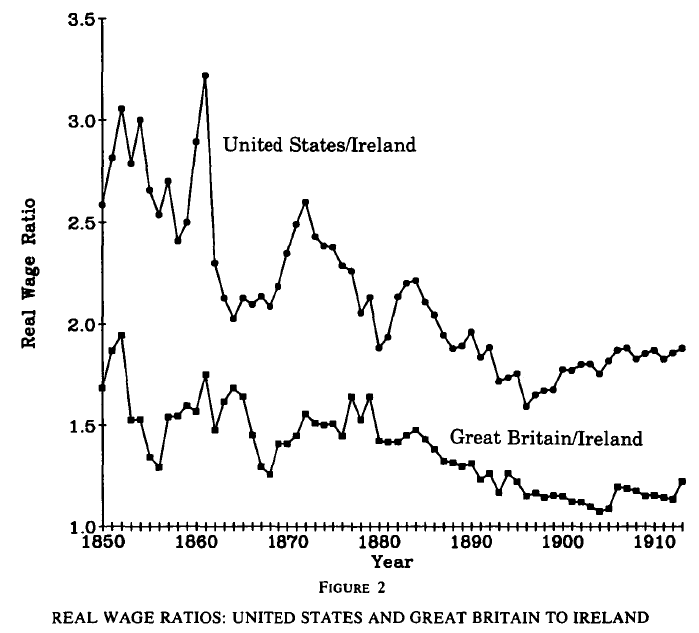 3.5
3.0
United States/Ireland
2.5
Real Wage Ratio
2.0
1.5
Great Britain/Ireland
1.0
1850 1860 1870 1880 1890 1900 1910
Year
FIGURE 2
REAL WAGE RATIOS: UNITED STATES AND GREAT BRITAIN TO IRELAND